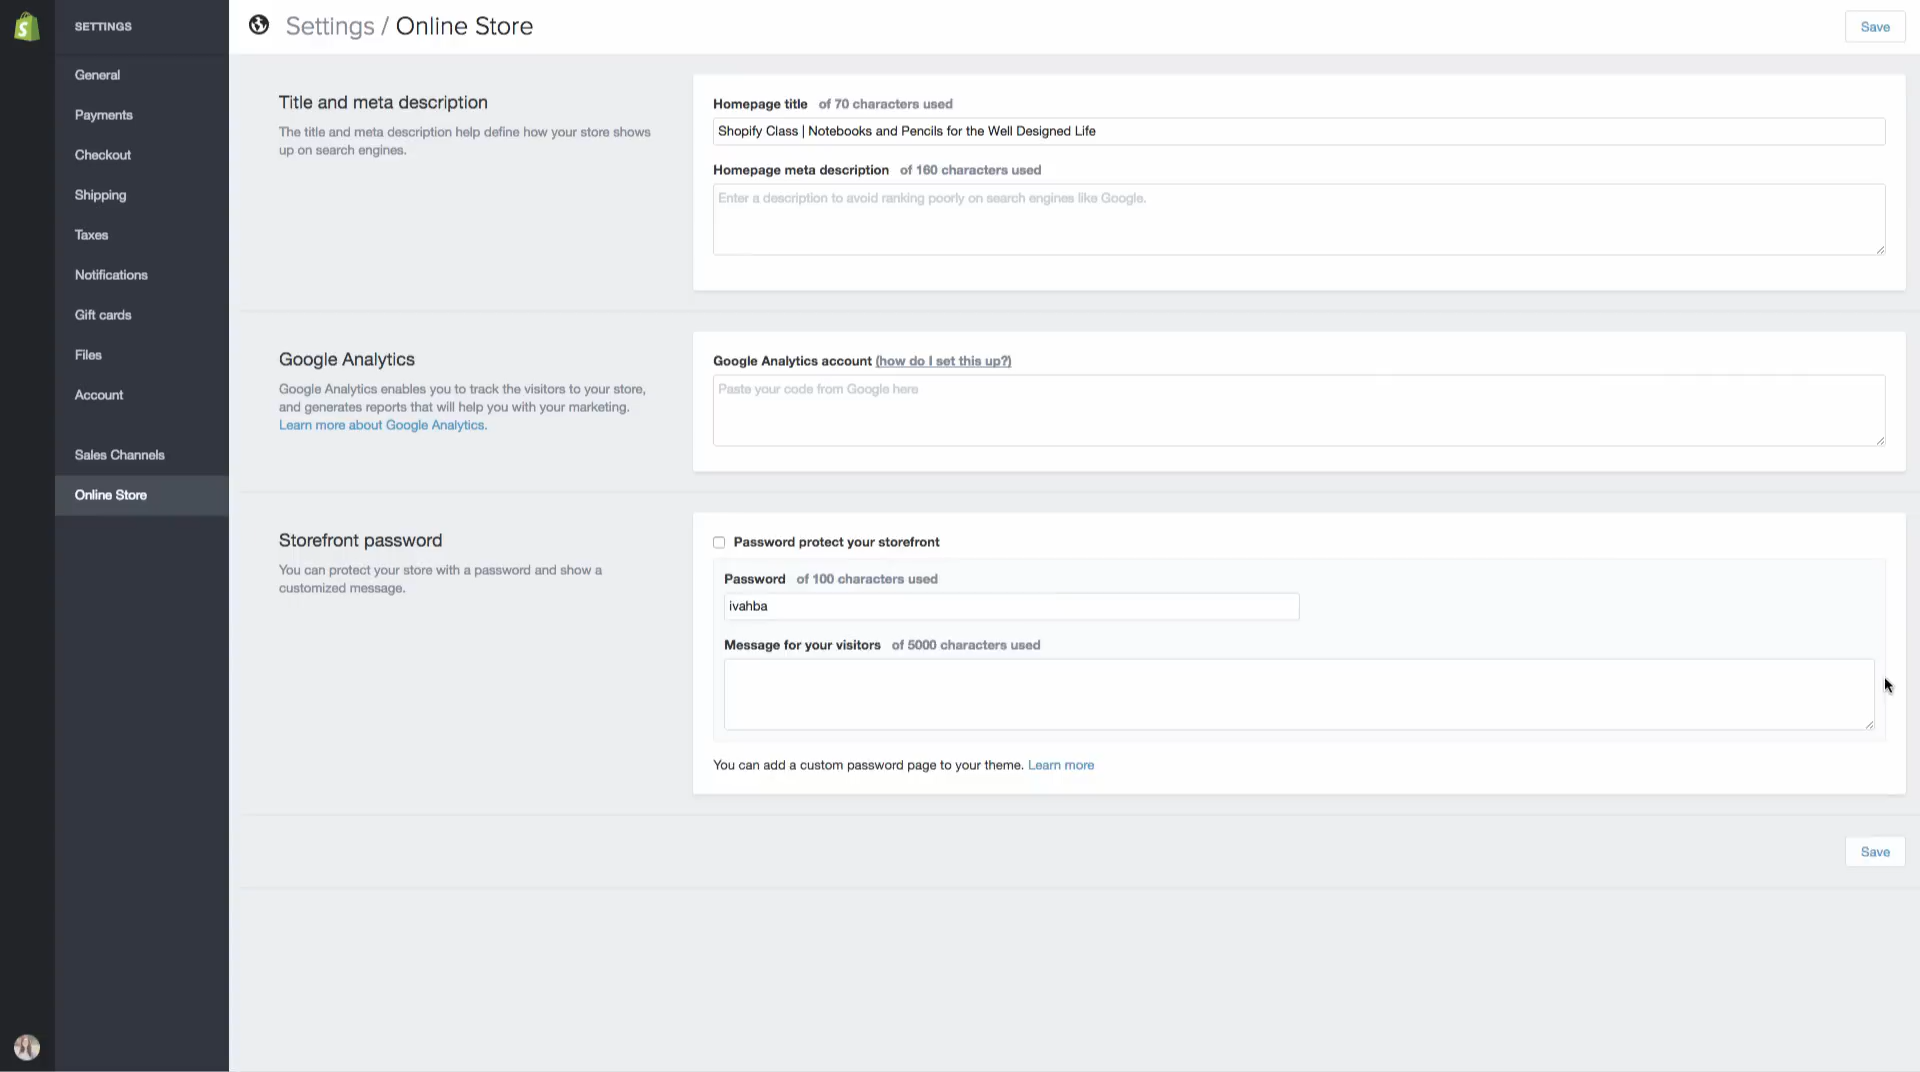 SETTINGS
General
Payments
Checkout
Shipping
Taxes
Notifications
Gift cards
Files
Account
Sales Channels
Online Store
Settings / Online Store
Save
Title and meta description
The title and meta description help define how your store shows
up on search engines.
Homepage title of 70 characters used
Shopify Class | Notebooks and Pencils for the Well Designed Life
Homepage meta description of 160 characters used
Enter a description to avoid ranking poorly on search engines like Google.
Google Analytics
Google Analytics enables you to track the visitors to your store,
and generates reports that will help you with your marketing.
Learn more about Google Analytics.
Google Analytics account (how do I set this up?)
Paste your code from Google here
Storefront password
You can protect your store with a password and show a
customized message.
Password protect your storefront
Password of 100 characters used
ivahba
Message for your visitors of 5000 characters used
You can add a custom password page to your theme. Learn more
Save